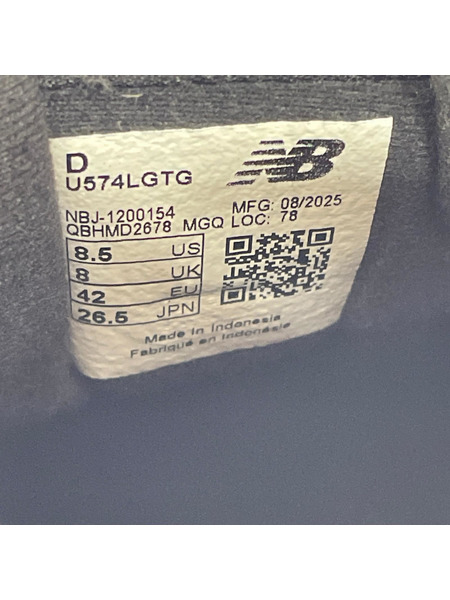 D
U574LGTG
NB
NBJ-1200154 MFG: 08/2025
QBHMD2678 MGQ LOC: 78
8.5 US
8 UK
42 EU
26.5 JPN
Made in Indonesia
Fabriqué en Indonésie